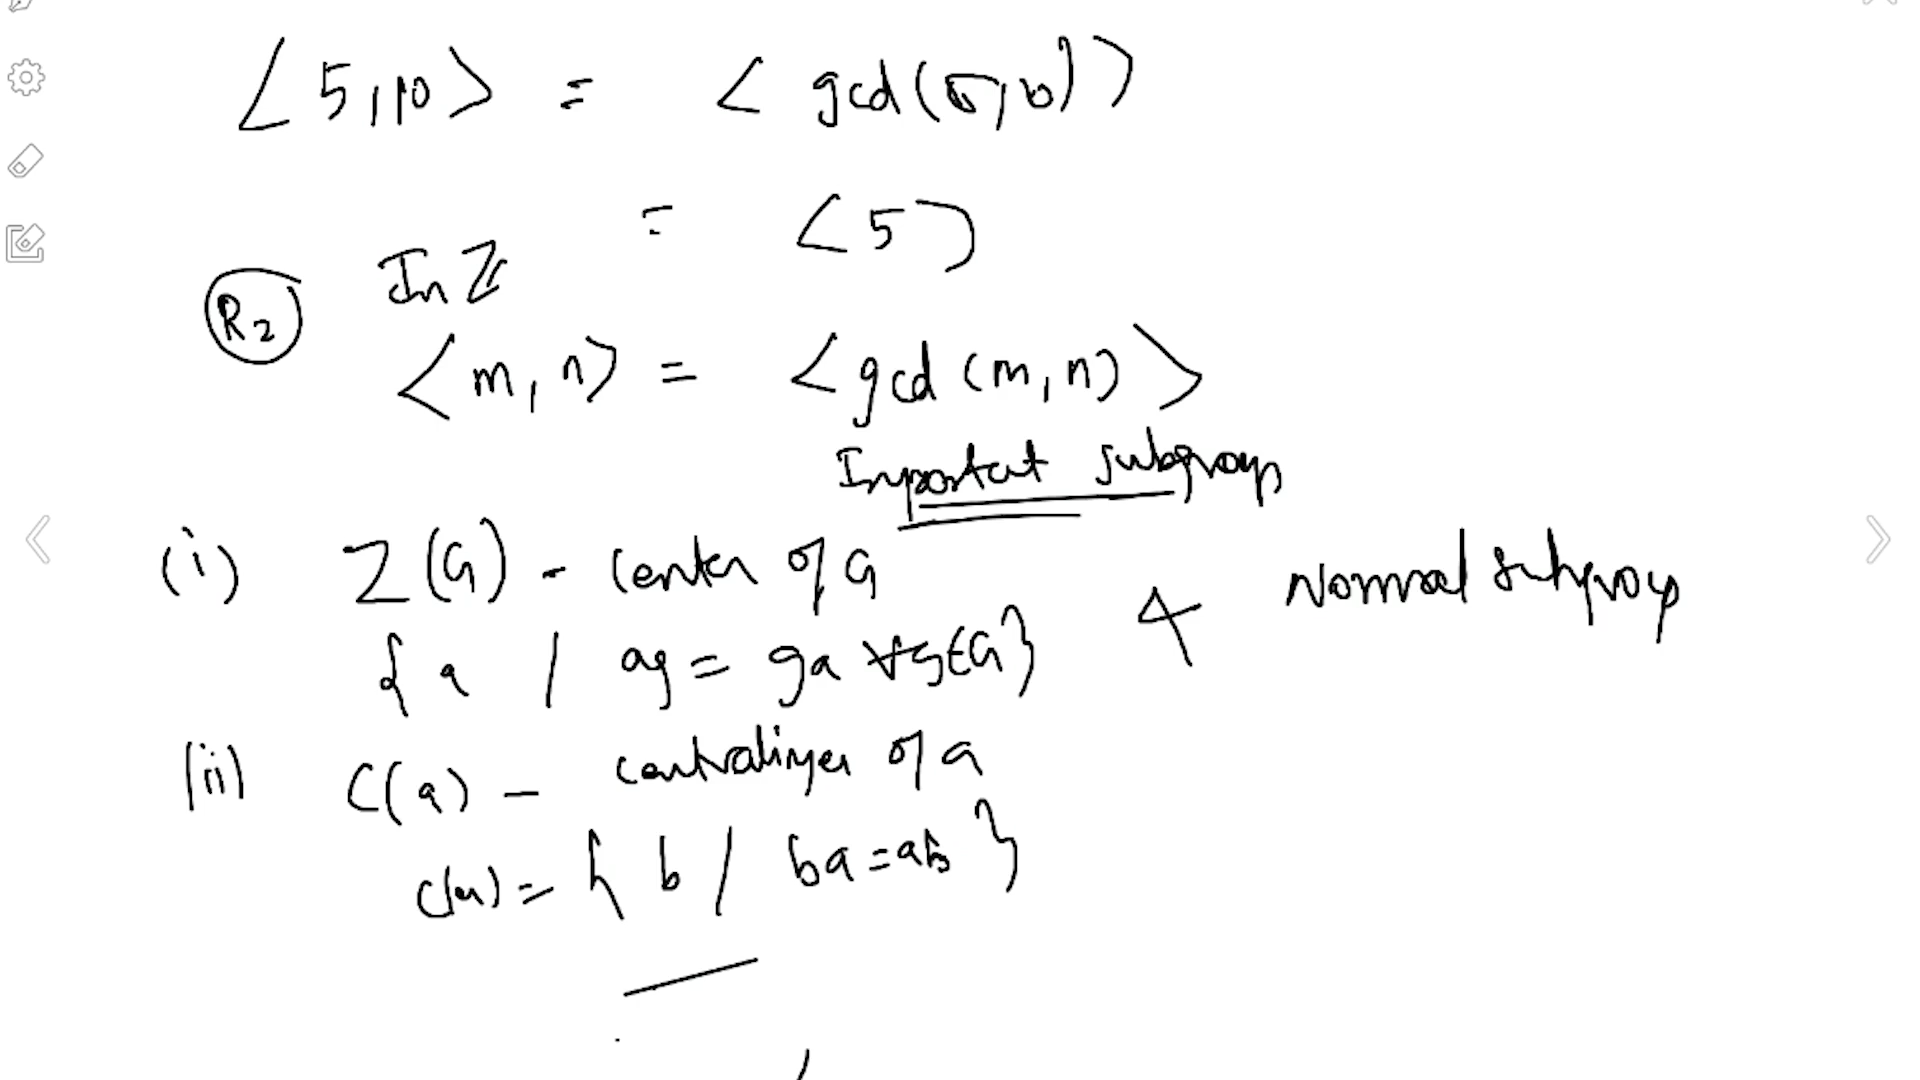 <5,10> = < gcd(5,10)>
= <5>
R2 In Z
<m,n> = <gcd (m,n)>
Important subgroup
(i) Z(G) - center of G
Normal subgroup
{ a / ag = ga ∀g∈G}
(ii) C(a) - centralizer of a
C(a) = { b / ba = ab }